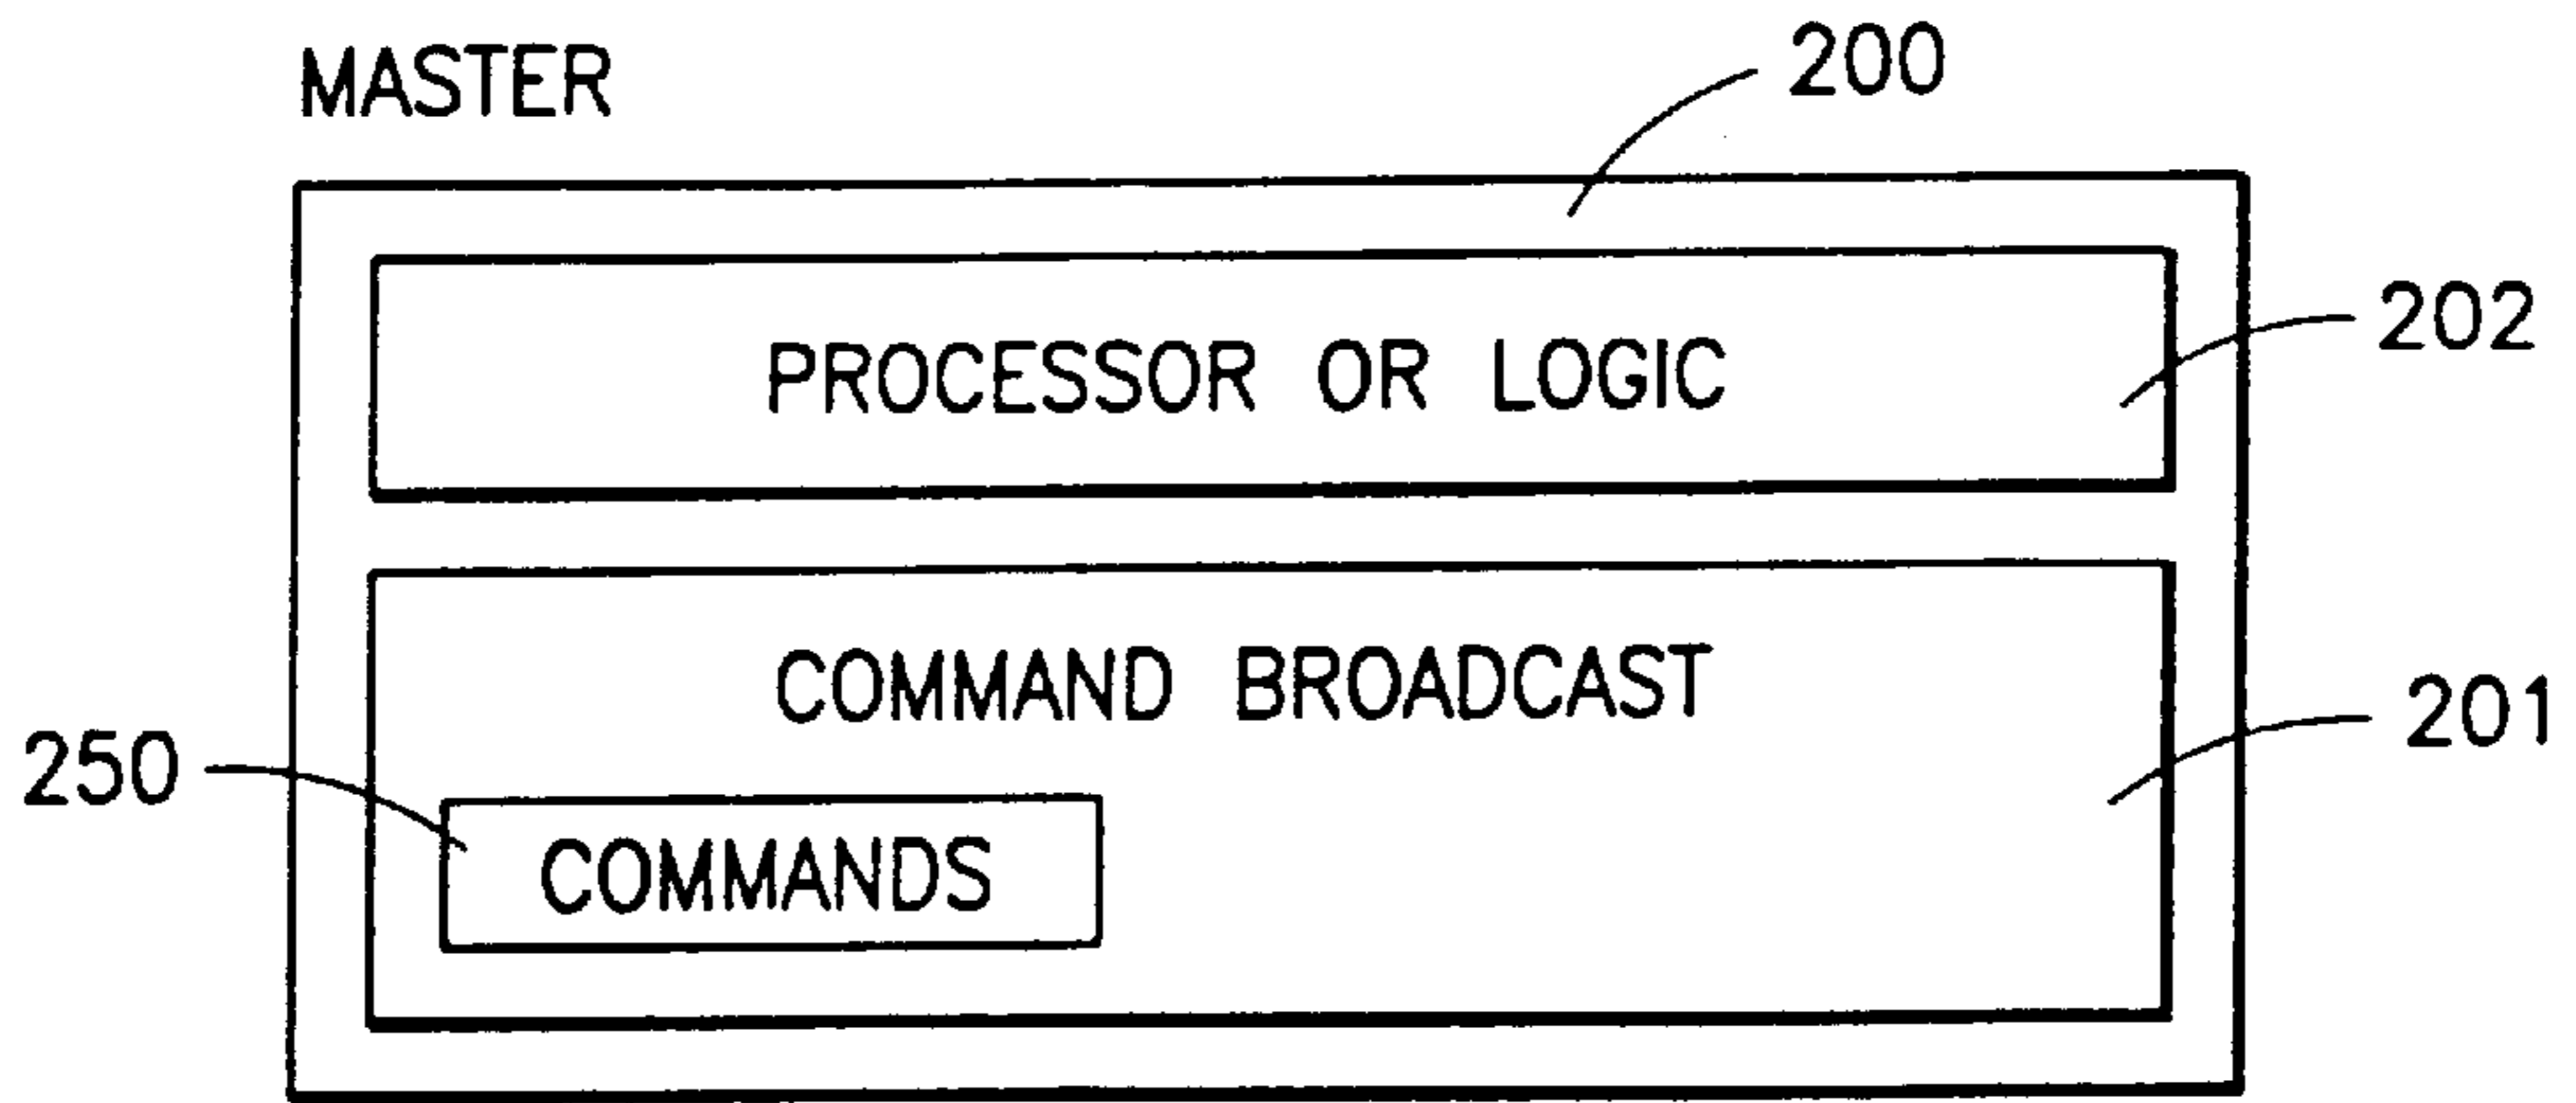 MASTER
200
PROCESSOR OR LOGIC
202
COMMAND BROADCAST
201
250
COMMANDS